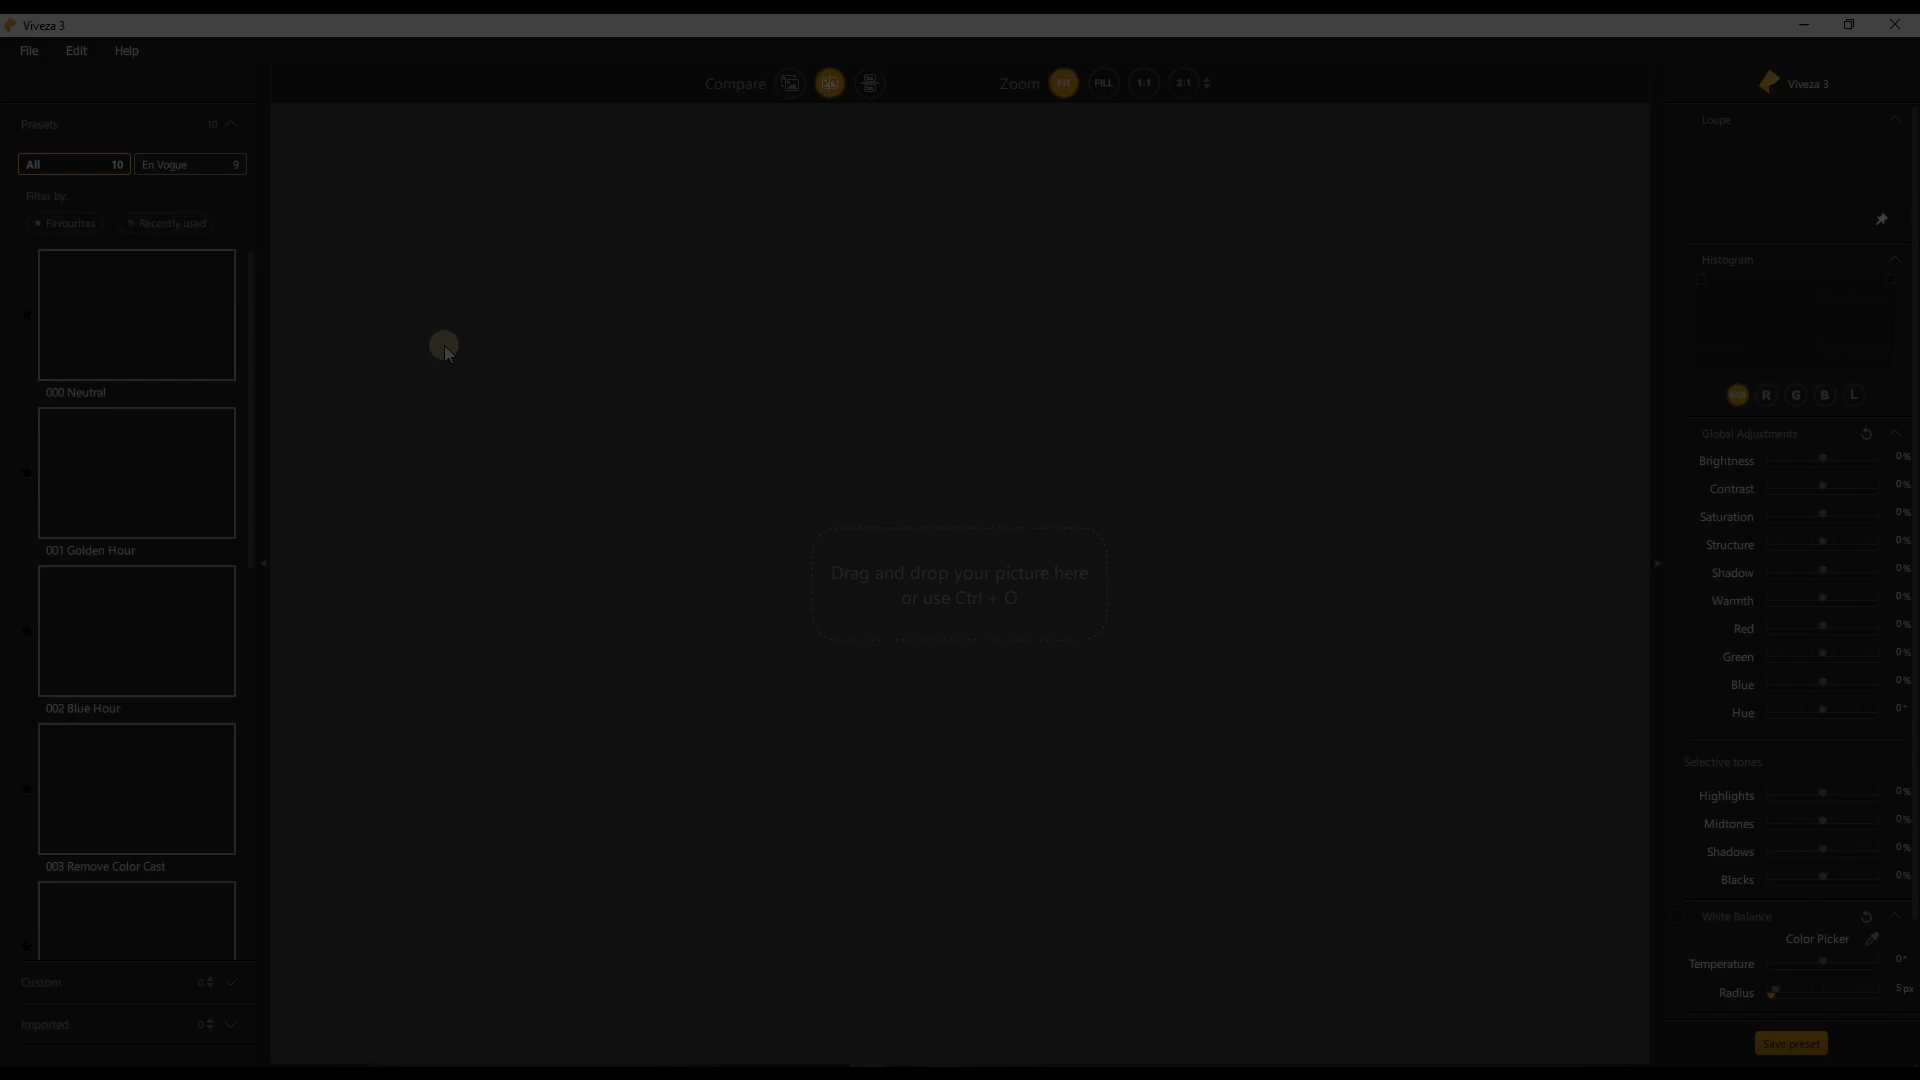 Viveza 3
File Edit Help
Compare
Zoom FIT FILL 1:1 2:1
Viveza 3
Presets 10
All 10 En Vogue 9
Filter by:
Favourites Recently used
000 Neutral
001 Golden Hour
002 Blue Hour
003 Remove Color Cast
Custom 0
Imported 0
Drag and drop your picture here
or use Ctrl + O
Loupe
Histogram
RGB R G B L
Global Adjustments
Brightness 0%
Contrast 0%
Saturation 0%
Structure 0%
Shadow 0%
Warmth 0%
Red 0%
Green 0%
Blue 0%
Hue 0°
Selective tones
Highlights 0%
Midtones 0%
Shadows 0%
Blacks 0%
White Balance
Color Picker
Temperature 0°
Radius 5 px
Save preset